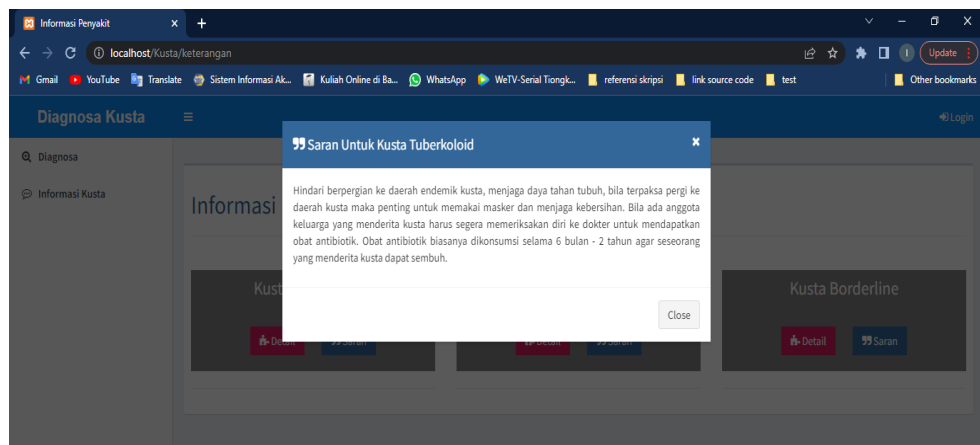 Informasi Penyakit
localhost/Kusta/keterangan
Update
Gmail YouTube Translate Sistem Informasi Ak... Kuliah Online di Ba... WhatsApp WeTV-Serial Tiongk... referensi skripsi link source code test Other bookmarks
Diagnosa Kusta Login
Diagnosa
Informasi Kusta
Informasi
Saran Untuk Kusta Tuberkoloid
Hindari berpergian ke daerah endemik kusta, menjaga daya tahan tubuh, bila terpaksa pergi ke
daerah kusta maka penting untuk memakai masker dan menjaga kebersihan. Bila ada anggota
keluarga yang menderita kusta harus segera memeriksakan diri ke dokter untuk mendapatkan
obat antibiotik. Obat antibiotik biasanya dikonsumsi selama 6 bulan - 2 tahun agar seseorang
yang menderita kusta dapat sembuh.
Close
Kust
Kusta Borderline
Detail Saran Detail Saran Detail Saran